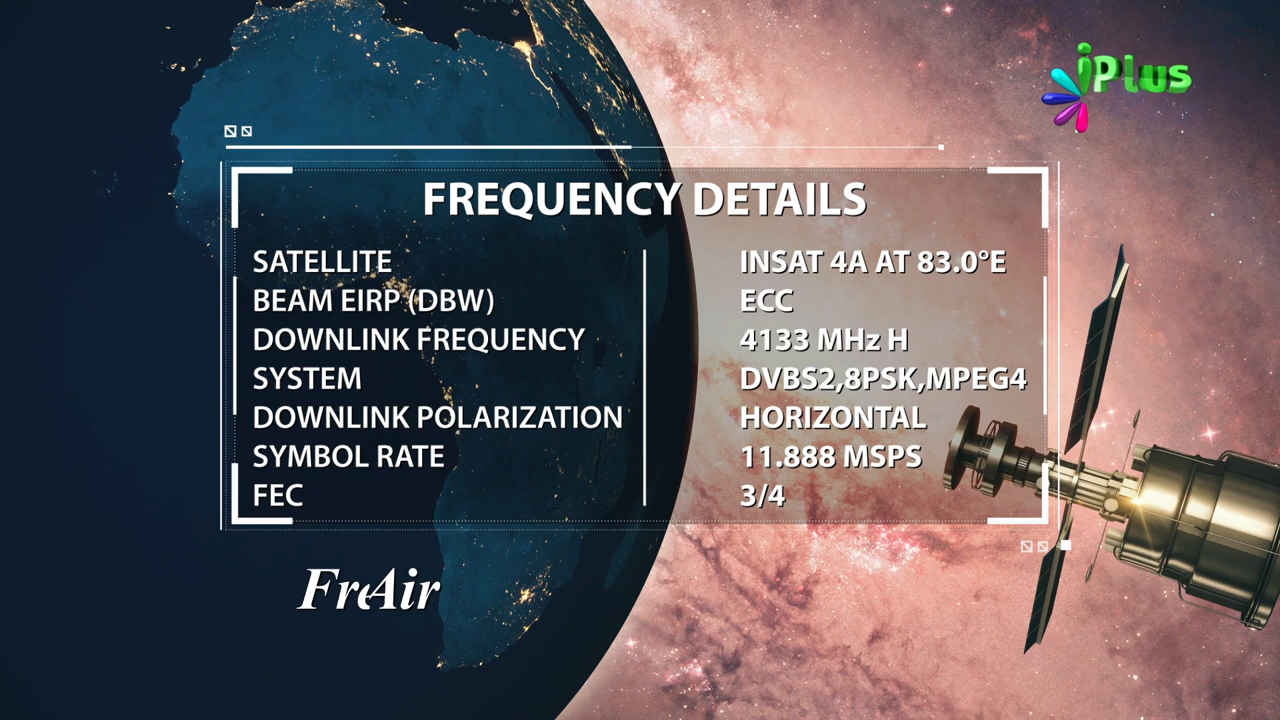 iPlus
FREQUENCY DETAILS
SATELLITE INSAT 4A AT 83.0°E
BEAM EIRP (DBW) ECC
DOWNLINK FREQUENCY 4133 MHz H
SYSTEM DVBS2,8PSK,MPEG4
DOWNLINK POLARIZATION HORIZONTAL
SYMBOL RATE 11.888 MSPS
FEC 3/4
FreAir